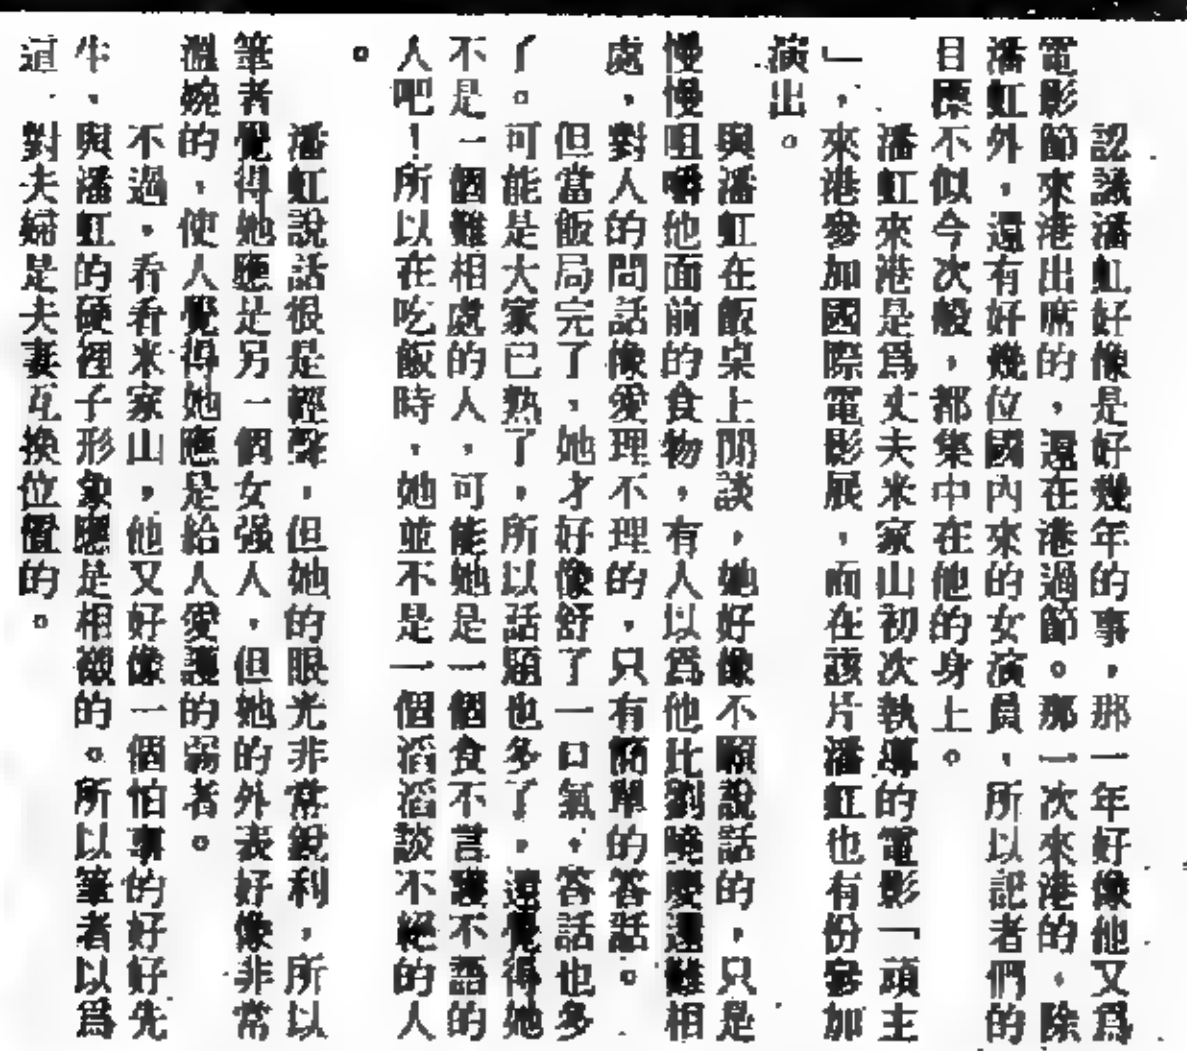 認識潘虹好像是好幾年的事，那一年好像他又爲
電影節來港出席的，還在港過節。那一次來港的，除
潘虹外，還有好幾位國內來的女演員，所以記者們的
目標不似今次般，都集中在他的身上。
潘虹來港是爲丈夫米家山初次執導的電影「頑主
」，來港參加國際電影展，而在該片潘虹也有份參加
演出。
與潘虹在飯桌上閒談，她好像不願說話的，只是
慢慢咀嚼他面前的食物，有人以爲他比劉曉慶還難相
處，對人的問話像愛理不理的，只有簡單的答話。
但當飯局完了，她才好像舒了一口氣，答話也多
了。可能是大家已熟了，所以話題也多了，還覺得她
不是一個難相處的人，可能她是一個食不言寢不語的
人吧！所以在吃飯時，她並不是一個滔滔談不絕的人
。
潘虹說話很是輕聲，但她的眼光非常銳利，所以
筆者覺得她應是另一個女强人，但她的外表好像非常
溫婉的，使人覺得她應是給人愛護的弱者。
不過，看看米家山，他又好像一個怕事的好好先
生，與潘虹的硬裡子形象應是相襯的。所以筆者以爲
這，對夫婦是夫妻互換位置的。